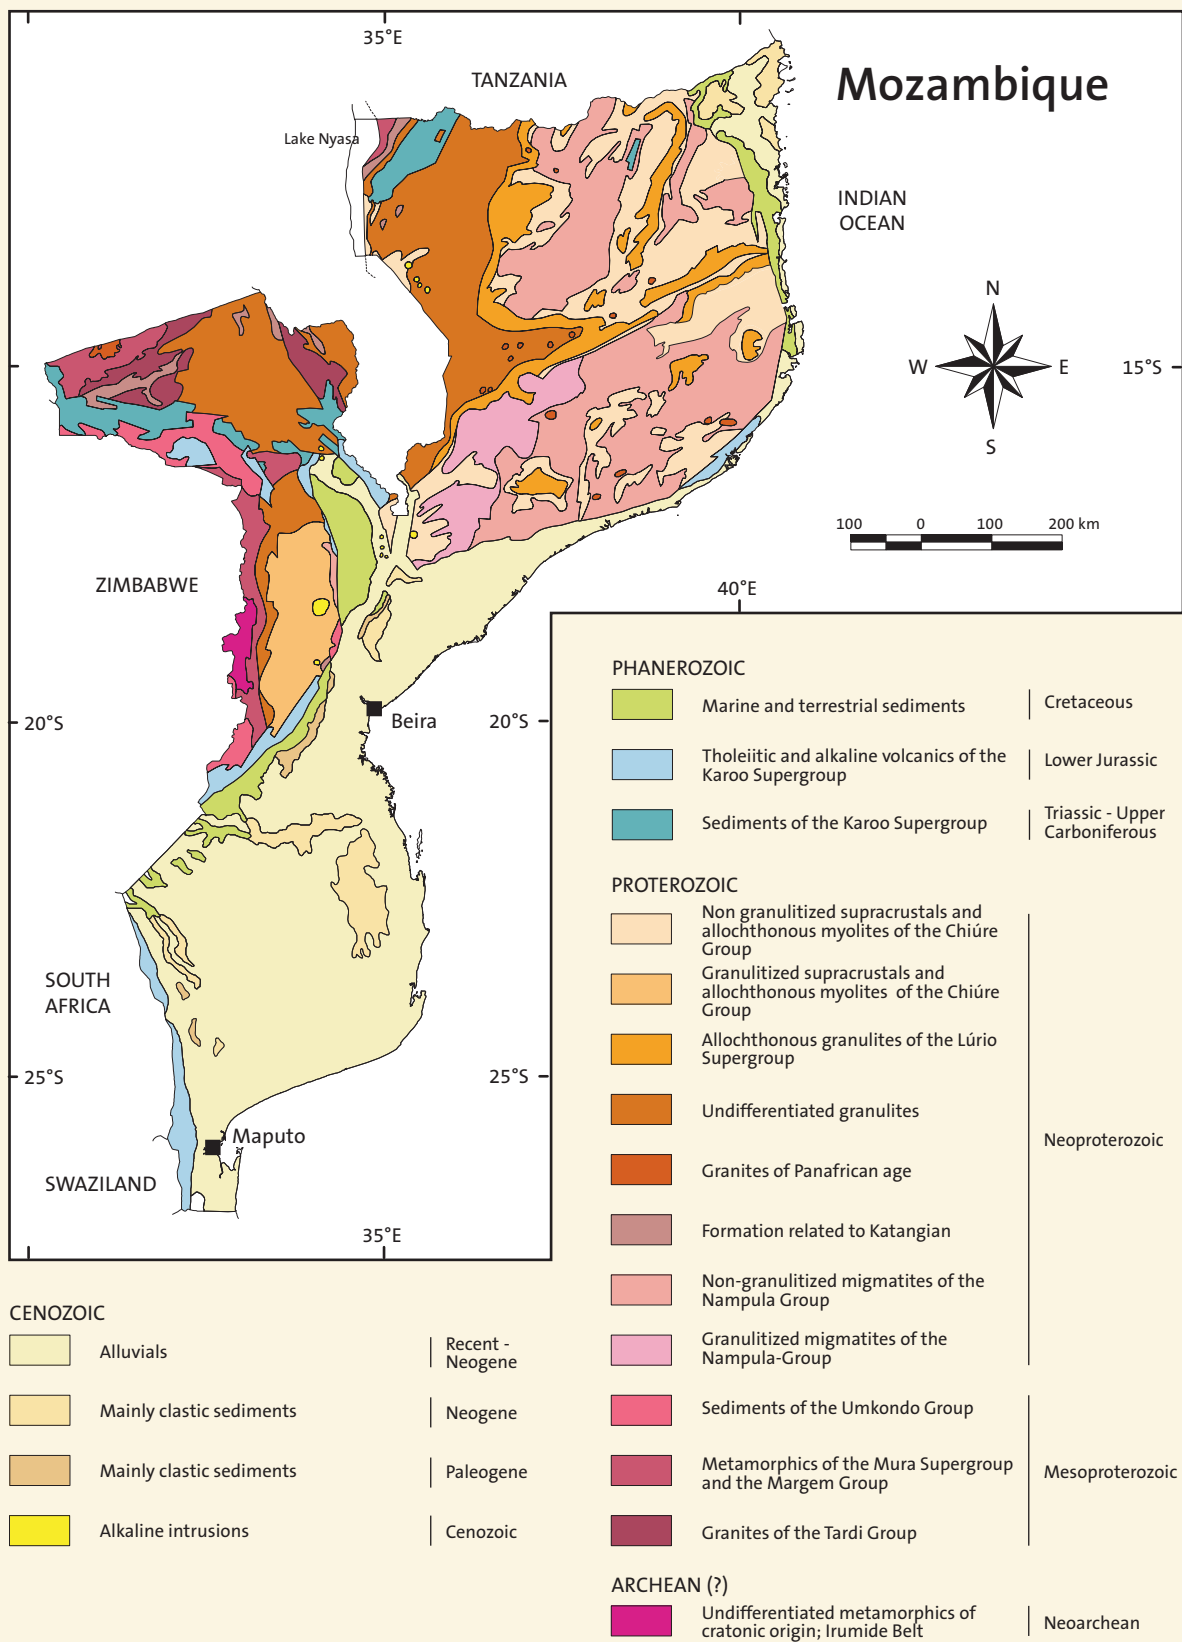 35°E
TANZANIA
Mozambique
Lake Nyasa
INDIAN
OCEAN
N
W
E
S
15°S
100
0
100
200 km
ZIMBABWE
40°E
20°S
Beira
20°S
SOUTH
AFRICA
25°S
25°S
Maputo
SWAZILAND
35°E
PHANEROZOIC
Marine and terrestrial sediments
Cretaceous
Tholeiitic and alkaline volcanics of the
Karoo Supergroup
Lower Jurassic
Sediments of the Karoo Supergroup
Triassic - Upper
Carboniferous
PROTEROZOIC
Non granulitized supracrustals and
allochthonous myolites of the Chiúre
Group
Granulitized supracrustals and
allochthonous myolites of the Chiúre
Group
Allochthonous granulites of the Lúrio
Supergroup
Undifferentiated granulites
Granites of Panafrican age
Formation related to Katangian
Non-granulitized migmatites of the
Nampula Group
Granulitized migmatites of the
Nampula-Group
Neoproterozoic
Sediments of the Umkondo Group
Metamorphics of the Mura Supergroup
and the Margem Group
Granites of the Tardi Group
Mesoproterozoic
ARCHEAN (?)
Undifferentiated metamorphics of
cratonic origin; Irumide Belt
Neoarchean
CENOZOIC
Alluvials
Recent -
Neogene
Mainly clastic sediments
Neogene
Mainly clastic sediments
Paleogene
Alkaline intrusions
Cenozoic